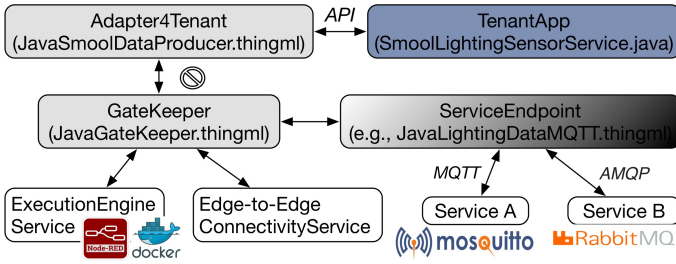 Adapter4Tenant
(JavaSmoolDataProducer.thingml)
API
TenantApp
(SmoolLightingSensorService.java)
GateKeeper
(JavaGateKeeper.thingml)
ServiceEndpoint
(e.g., JavaLightingDataMQTT.thingml)
MQTT
AMQP
ExecutionEngine
Service
Node-RED
docker
Edge-to-Edge
ConnectivityService
Service A
Service B
mosquitto
RabbitMQ